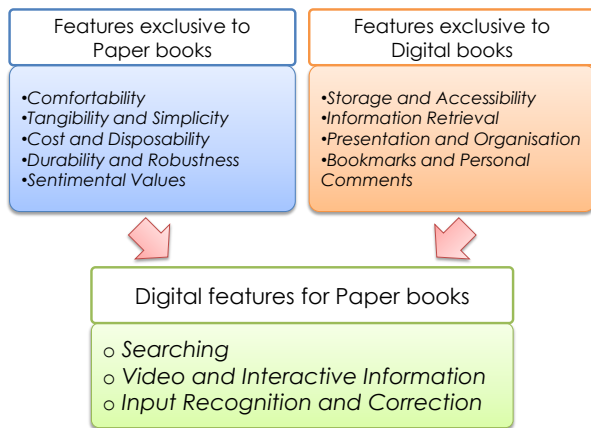 Features exclusive to
Paper books
•Comfortability
•Tangibility and Simplicity
•Cost and Disposability
•Durability and Robustness
•Sentimental Values
Features exclusive to
Digital books
•Storage and Accessibility
•Information Retrieval
•Presentation and Organisation
•Bookmarks and Personal
Comments
Digital features for Paper books
o Searching
o Video and Interactive Information
o Input Recognition and Correction